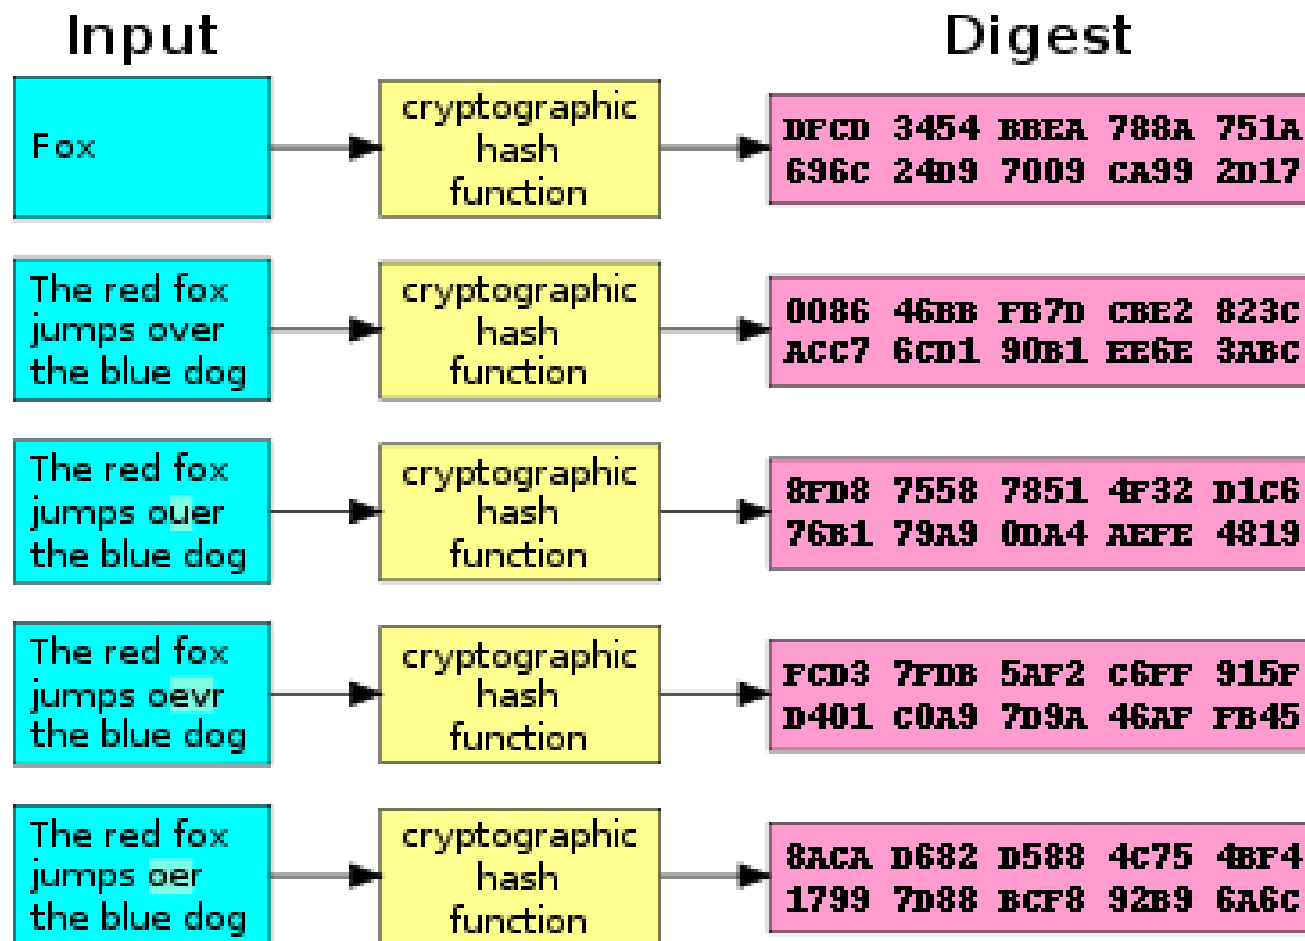 Input
Digest
Fox
cryptographic
hash
function
DFCD 3454 BBEA 788A 751A
696C 24D9 7009 CA99 2D17
The red fox
jumps over
the blue dog
cryptographic
hash
function
0086 46BB FB7D CBE2 823C
ACC7 6CD1 90B1 EE6E 3ABC
The red fox
jumps ouer
the blue dog
cryptographic
hash
function
8FD8 7558 7851 4F32 D1C6
76B1 79A9 0DA4 AEFE 4819
The red fox
jumps oevr
the blue dog
cryptographic
hash
function
FCD3 7FDB 5AF2 C6FF 915F
D401 C0A9 7D9A 46AF FB45
The red fox
jumps oer
the blue dog
cryptographic
hash
function
8ACA D682 D588 4C75 4BF4
1799 7D88 BCF8 92B9 6A6C